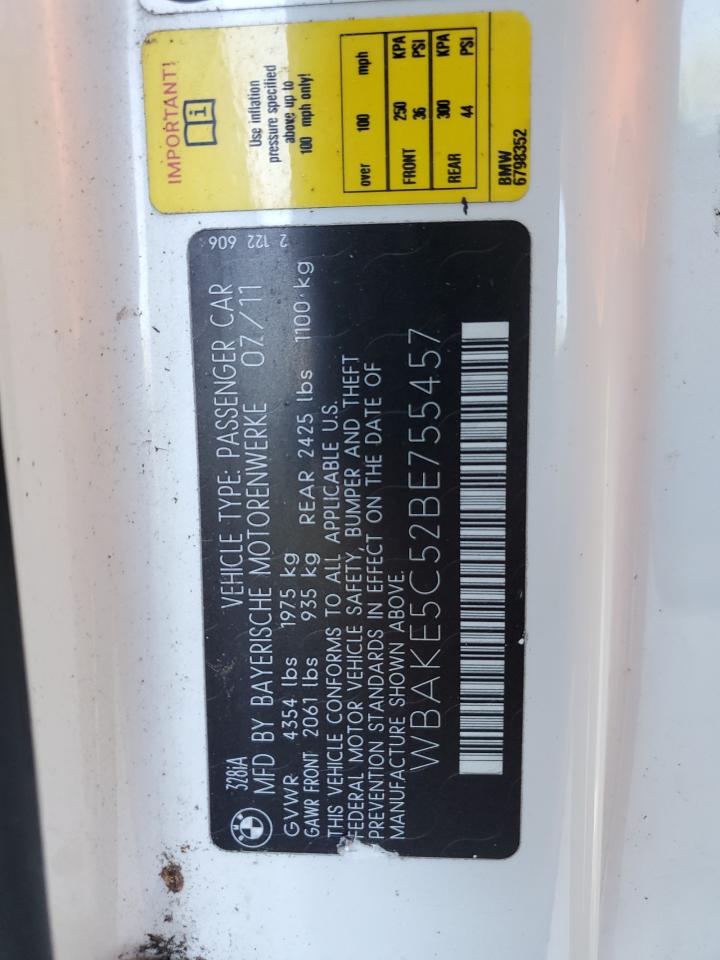 328iA VEHICLE TYPE: PASSENGER CAR
MFD BY BAYERISCHE MOTORENWERKE 07/11
2 122 606
GVWR 4354 lbs 1975 kg
GAWR FRONT 2061 lbs 935 kg REAR 2425 lbs 1100 kg
THIS VEHICLE CONFORMS TO ALL APPLICABLE U.S.
FEDERAL MOTOR VEHICLE SAFETY, BUMPER AND THEFT
PREVENTION STANDARDS IN EFFECT ON THE DATE OF
MANUFACTURE SHOWN ABOVE.
WBAKE5C52BE755457
IMPORTANT!
i
Use inflation
pressure specified
above up to
100 mph only!
over 100 mph
FRONT 250 KPA
36 PSI
REAR 300 KPA
44 PSI
BMW
6798352